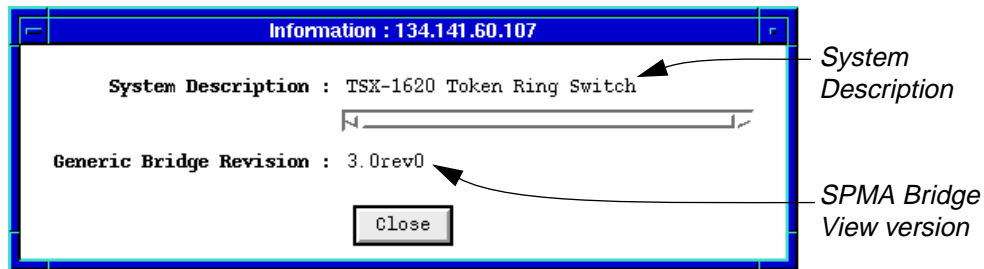 Information : 134.141.60.107
System Description : TSX-1620 Token Ring Switch
System
Description
Generic Bridge Revision : 3.0rev0
SPMA Bridge
View version
Close